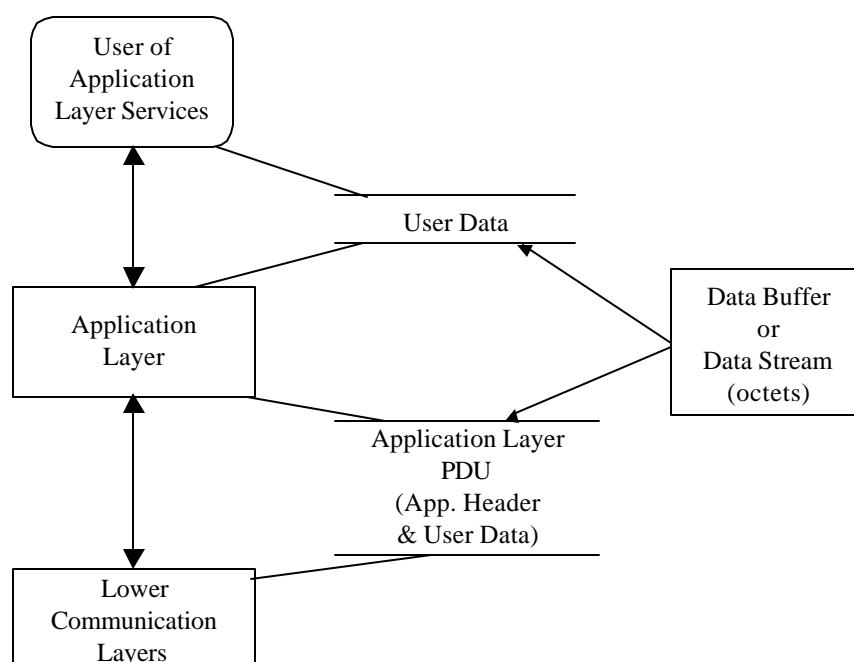 User of
Application
Layer Services
User Data
Application
Layer
Data Buffer
or
Data Stream
(octets)
Application Layer
PDU
(App. Header
& User Data)
Lower
Communication
Layers